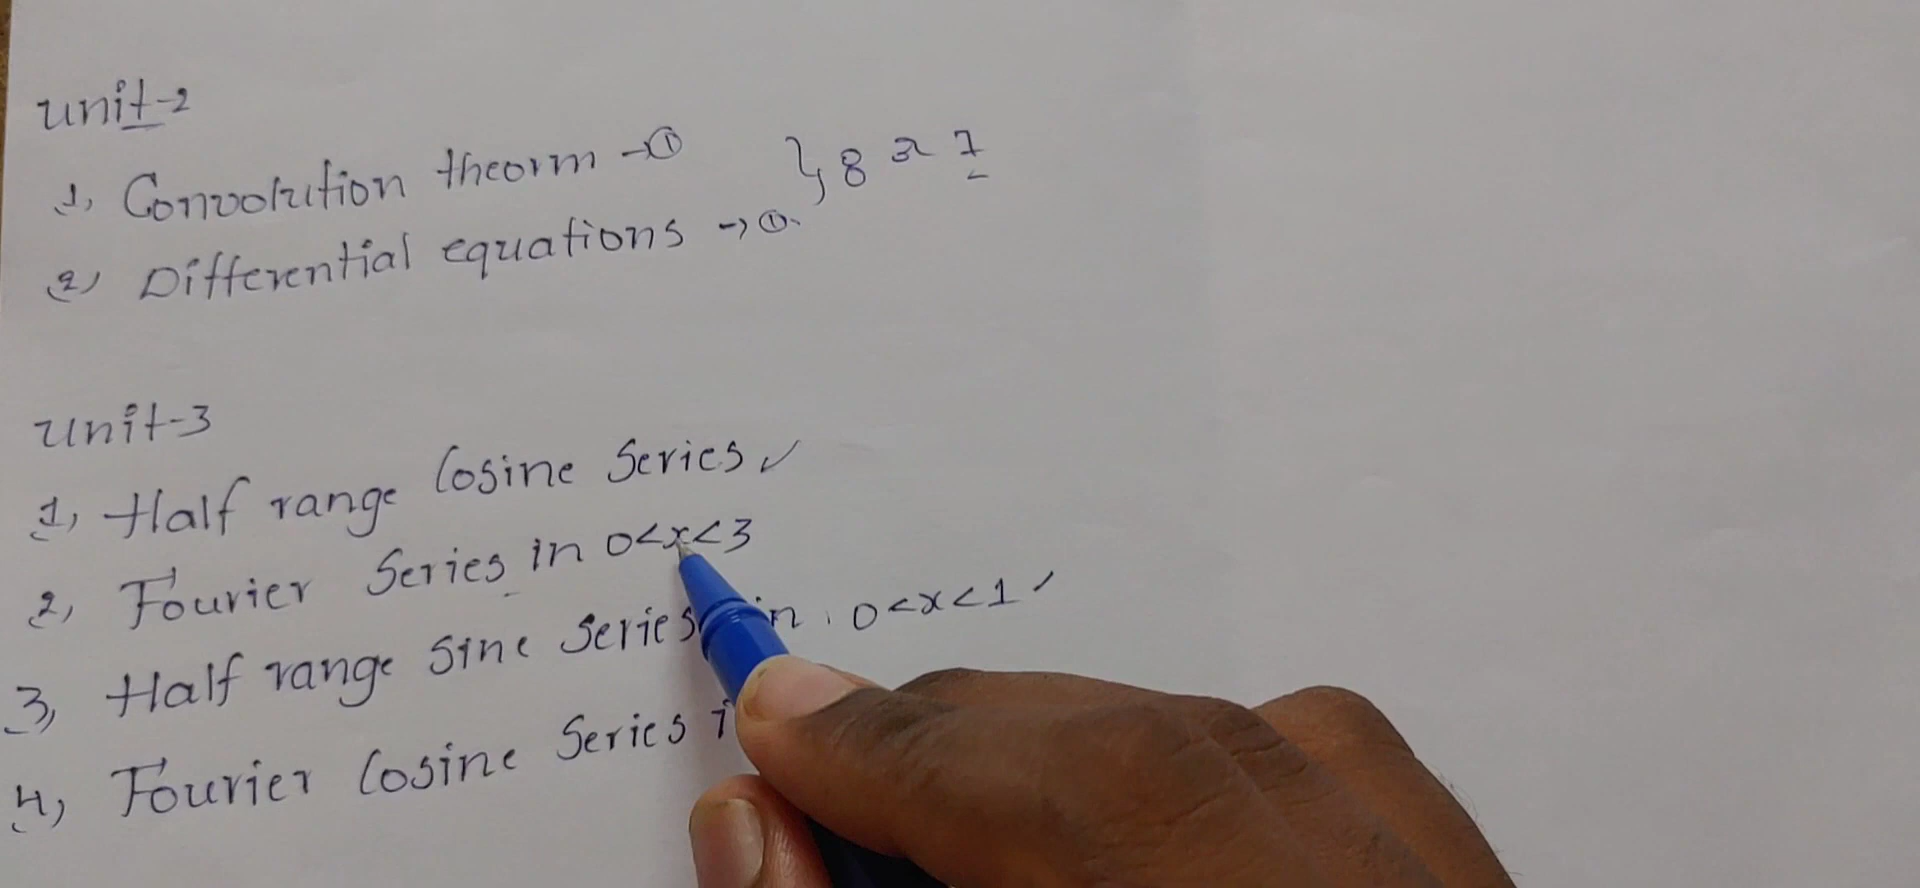 unit-2
1, Convolution theorm → ①
} 8 7
2) Differential equations → ①.
unit-3
1, Half range Cosine Series ✓
2, Fourier Series in 0<x<3
3, Half range Sine Series in 0<x<1 ✓
4, Fourier Cosine Series i